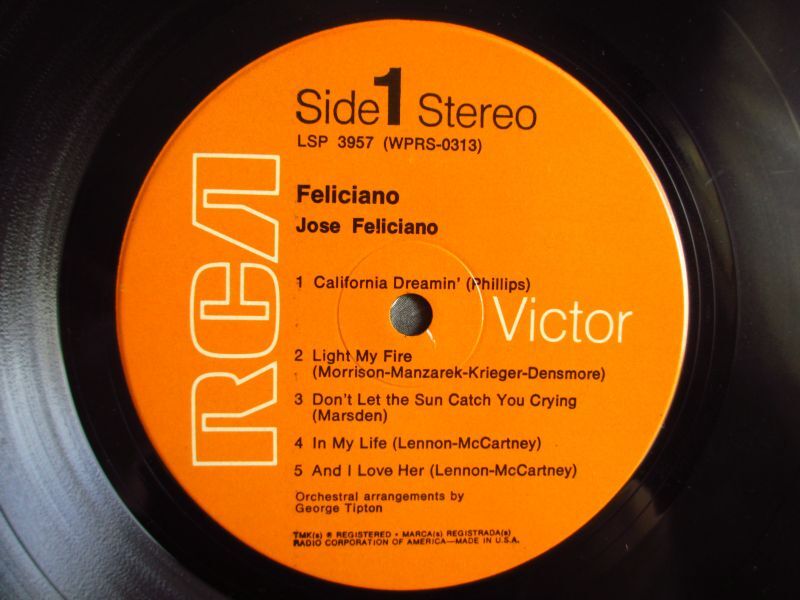 Side 1 Stereo
LSP 3957 (WPRS-0313)
RCA
Feliciano
Jose Feliciano
1 California Dreamin' (Phillips)
Victor
2 Light My Fire
(Morrison-Manzarek-Krieger-Densmore)
3 Don't Let the Sun Catch You Crying
(Marsden)
4 In My Life (Lennon-McCartney)
5 And I Love Her (Lennon-McCartney)
Orchestral arrangements by
George Tipton
TMK(s) ® REGISTERED • MARCA(s) REGISTRADA(s)
RADIO CORPORATION OF AMERICA—MADE IN U.S.A.